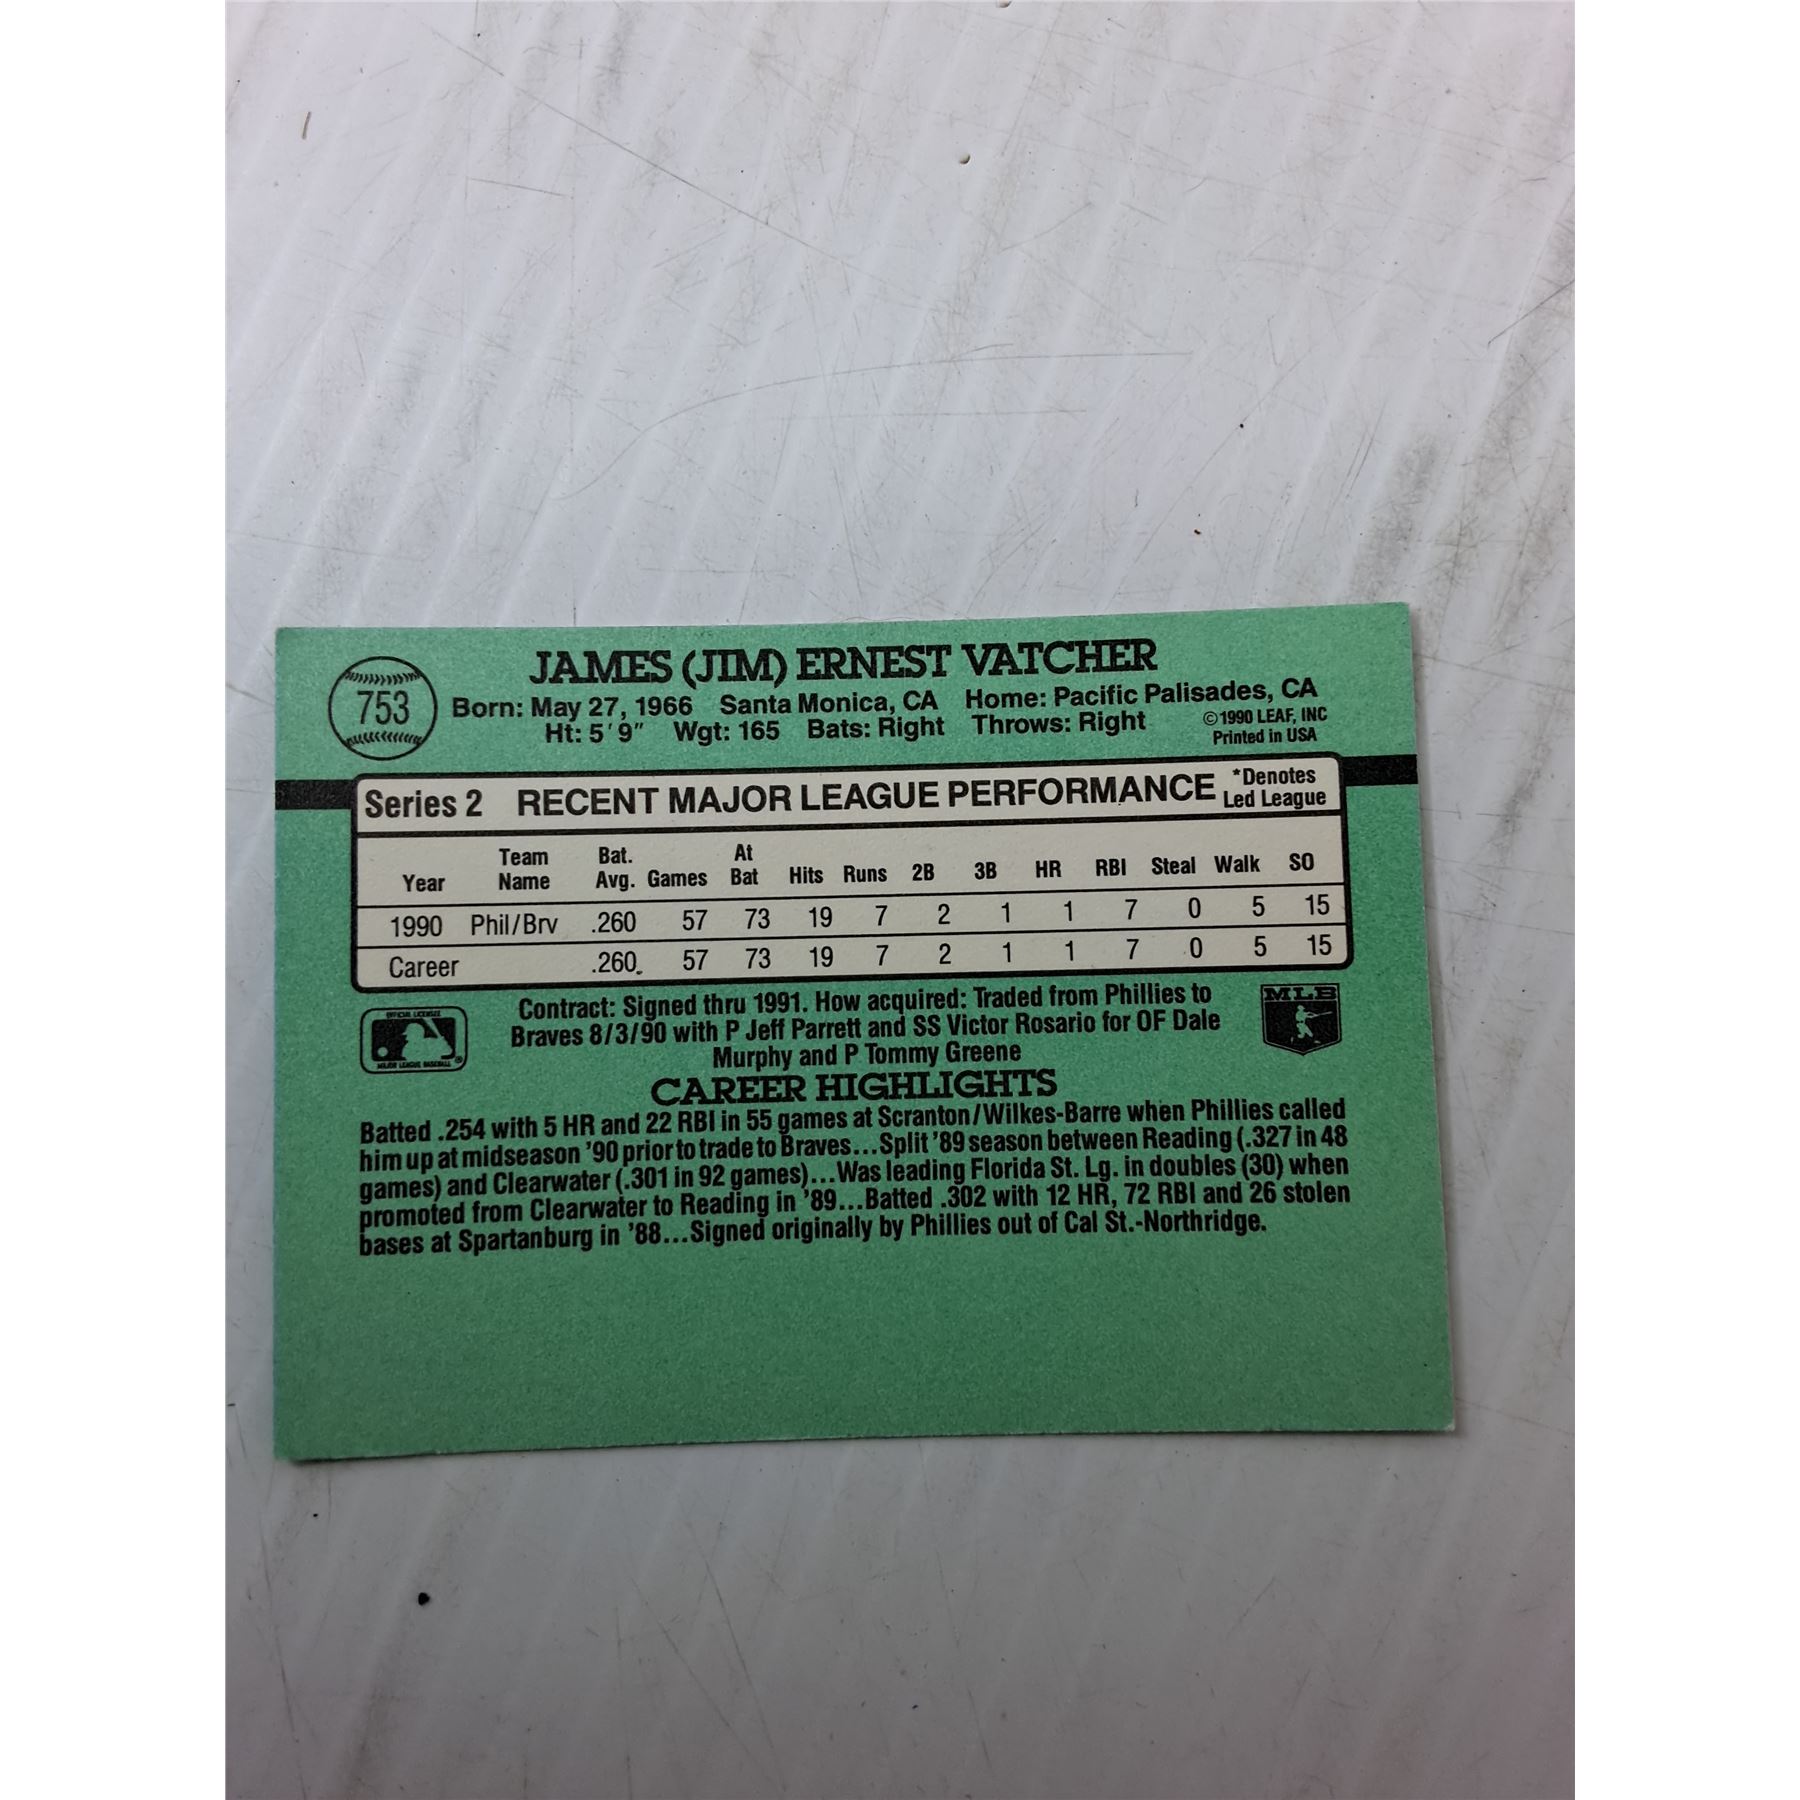 753
JAMES (JIM) ERNEST VATCHER
Born: May 27, 1966 Santa Monica, CA Home: Pacific Palisades, CA
Ht: 5'9" Wgt: 165 Bats: Right Throws: Right
©1990 LEAF, INC
Printed in USA
Series 2 RECENT MAJOR LEAGUE PERFORMANCE *Denotes Led League
Year Team Name Bat. Avg. Games At Bat Hits Runs 2B 3B HR RBI Steal Walk SO
1990 Phil/Brv .260 57 73 19 7 2 1 1 7 0 5 15
Career .260 57 73 19 7 2 1 1 7 0 5 15
Contract: Signed thru 1991. How acquired: Traded from Phillies to
Braves 8/3/90 with P Jeff Parrett and SS Victor Rosario for OF Dale
Murphy and P Tommy Greene
OFFICIAL LICENSEE
MAJOR LEAGUE BASEBALL
®
MLB
CAREER HIGHLIGHTS
Batted .254 with 5 HR and 22 RBI in 55 games at Scranton/Wilkes-Barre when Phillies called
him up at midseason '90 prior to trade to Braves...Split '89 season between Reading (.327 in 48
games) and Clearwater (.301 in 92 games)...Was leading Florida St. Lg. in doubles (30) when
promoted from Clearwater to Reading in '89...Batted .302 with 12 HR, 72 RBI and 26 stolen
bases at Spartanburg in '88...Signed originally by Phillies out of Cal St.-Northridge.